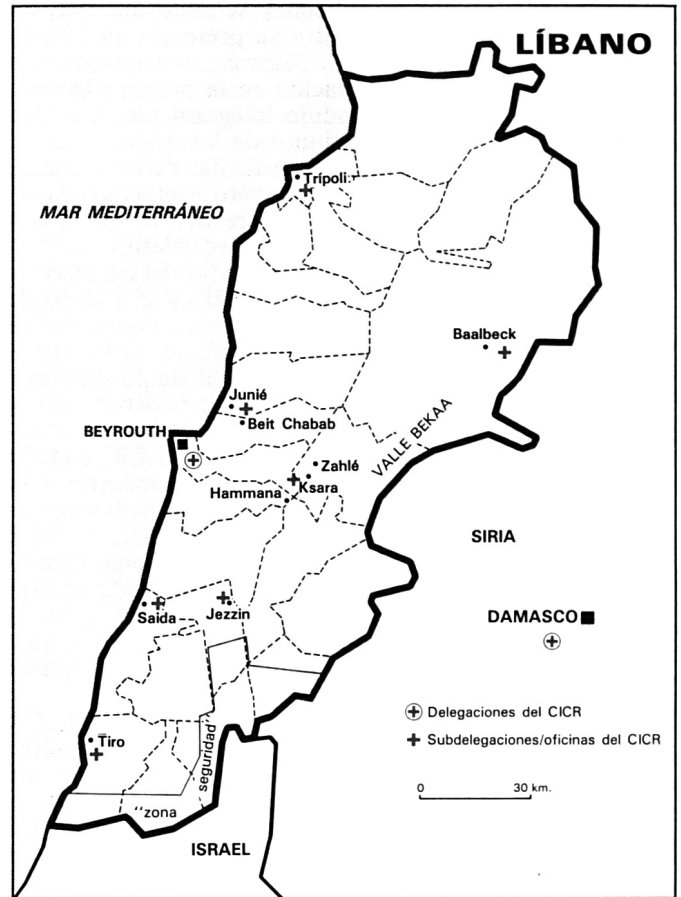 LÍBANO
Trípoli
MAR MEDITERRÁNEO
Baalbeck
Junié
Beit Chabab
BEYROUTH
VALLE BEKAA
Zahlé
Ksara
Hammana
SIRIA
Saida
Jezzin
DAMASCO
Delegaciones del CICR
Subdelegaciones/oficinas del CICR
Tiro
0 30 km.
"zona
seguridad"
ISRAEL